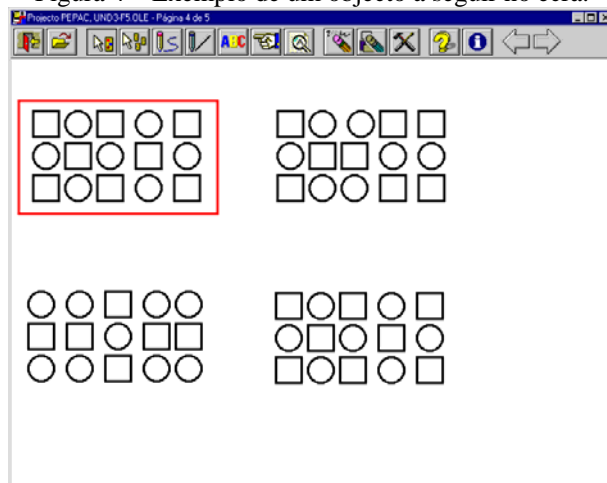 Figura 4 – Exemplo de um objecto a seguir no ecrã.
Projecto PEPAC, UND3-F5.OLE - Página 4 de 5
ABC